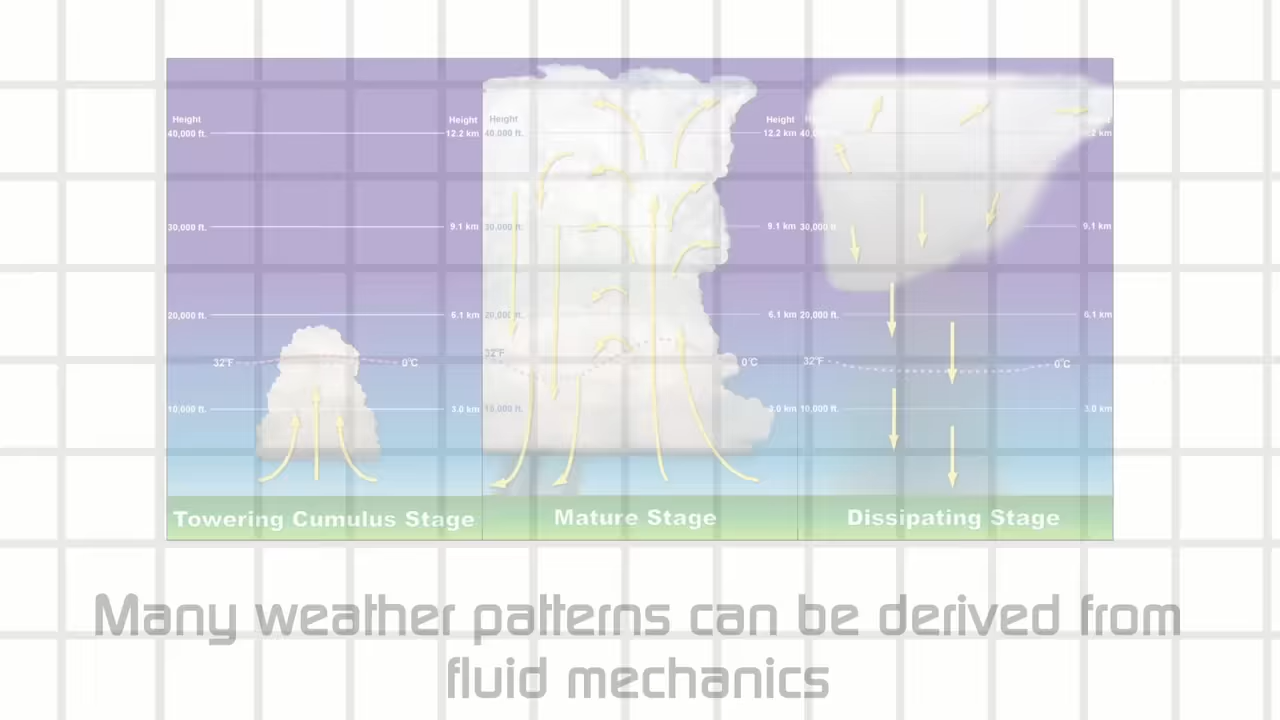 Height
Height
Height
Height
40,000 ft.
12.2 km
40,000 ft.
12.2 km
30,000 ft.
9.1 km
30,000 ft.
9.1 km
30,000 ft.
9.1 km
20,000 ft.
6.1 km
20,000 ft.
6.1 km
20,000 ft.
6.1 km
32°F
0°C
32°F
0°C
32°F
0°C
10,000 ft.
3.0 km
10,000 ft.
3.0 km
10,000 ft.
3.0 km
Towering Cumulus Stage
Mature Stage
Dissipating Stage
Many weather patterns can be derived from
fluid mechanics